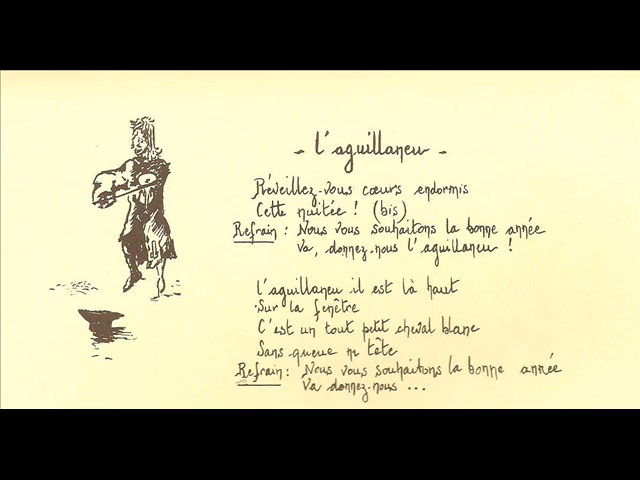 - l'aguillaneu -
Réveillez-vous cœurs endormis
Cette nuitée ! (bis)
Refrain : Nous vous souhaitons la bonne année
Va, donnez-nous l'aguillaneu !
l'aguillaneu il est là haut
Sur la fenêtre
C'est un tout petit cheval blanc
Sans queue ni tête
Refrain : Nous vous souhaitons la bonne année
Va donnez-nous ...